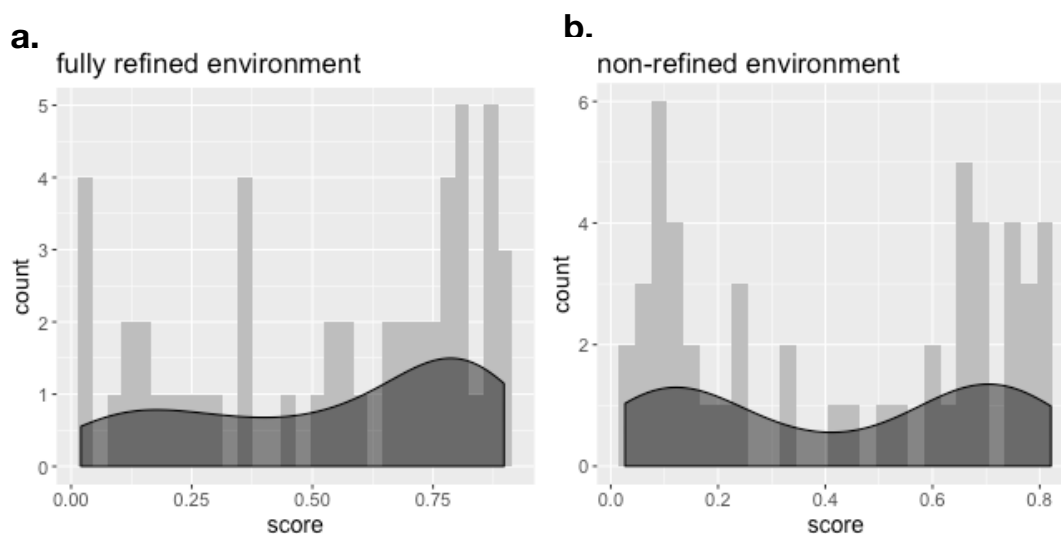 a.
fully refined environment
5
4
3
2
1
0
count
0.00 0.25 0.50 0.75
score
b.
non-refined environment
6
4
2
0
count
0.0 0.2 0.4 0.6 0.8
score